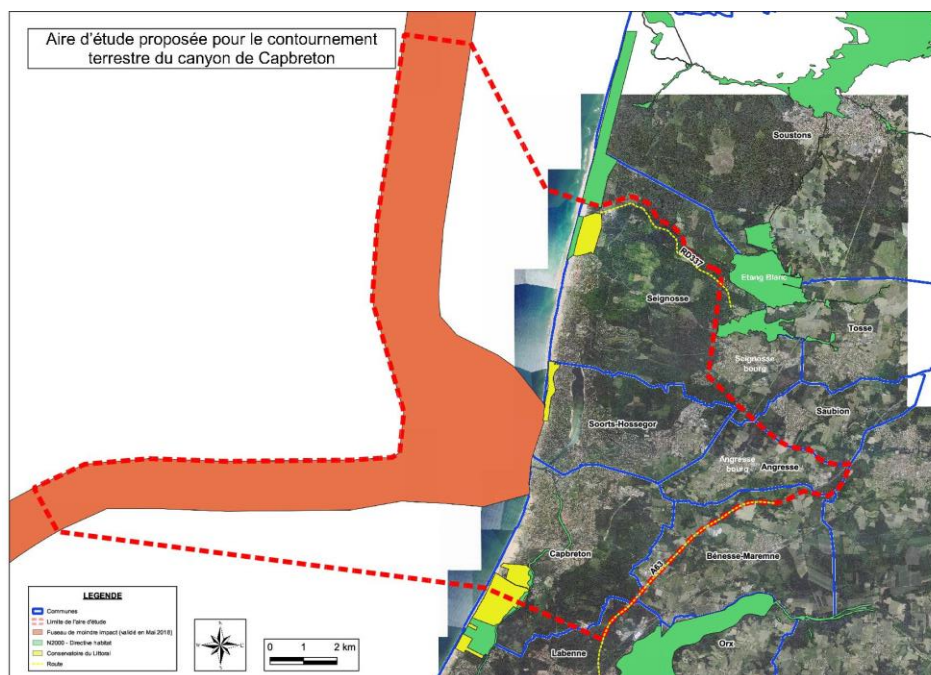 Aire d'étude proposée pour le contournement
terrestre du canyon de Capbreton
Soustons
RD337
Etang Blanc
Seignosse
Tosse
Seignosse
bourg
Saubion
Soorts-Hossegor
Angresse
bourg
Angresse
Capbreton
A63
Bénesse-Maremne
Labenne
Orx
LEGENDE
Communes
Limite de l'aire d'étude
Fuseau de moindre impact (validé en Mai 2018)
N2000 - Directive habitat
Conservatoire du Littoral
Route
N
W
E
S
0 1 2 km